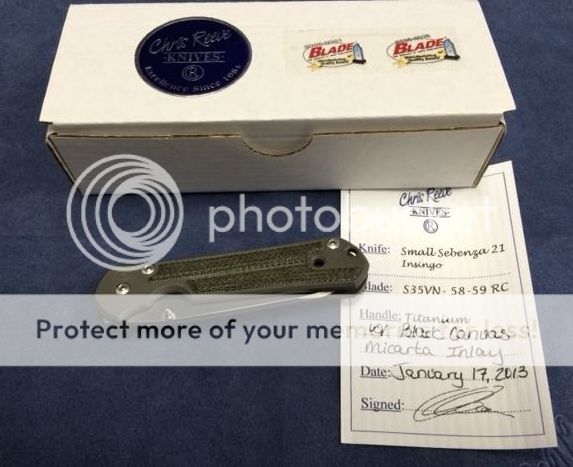 Chris Reeve
KNIVES
Excellence Since 1984
BLADE
BLADE
photobucket
Chris Reeve
KNIVES
Knife: Small Sebenza 21
Insingo
Blade: S35VN- 58-59 RC
Handle: Titanium
w/ Black Canvas
Micarta Inlay
Date: January 17, 2013
Signed:
Protect more of your memories for less!